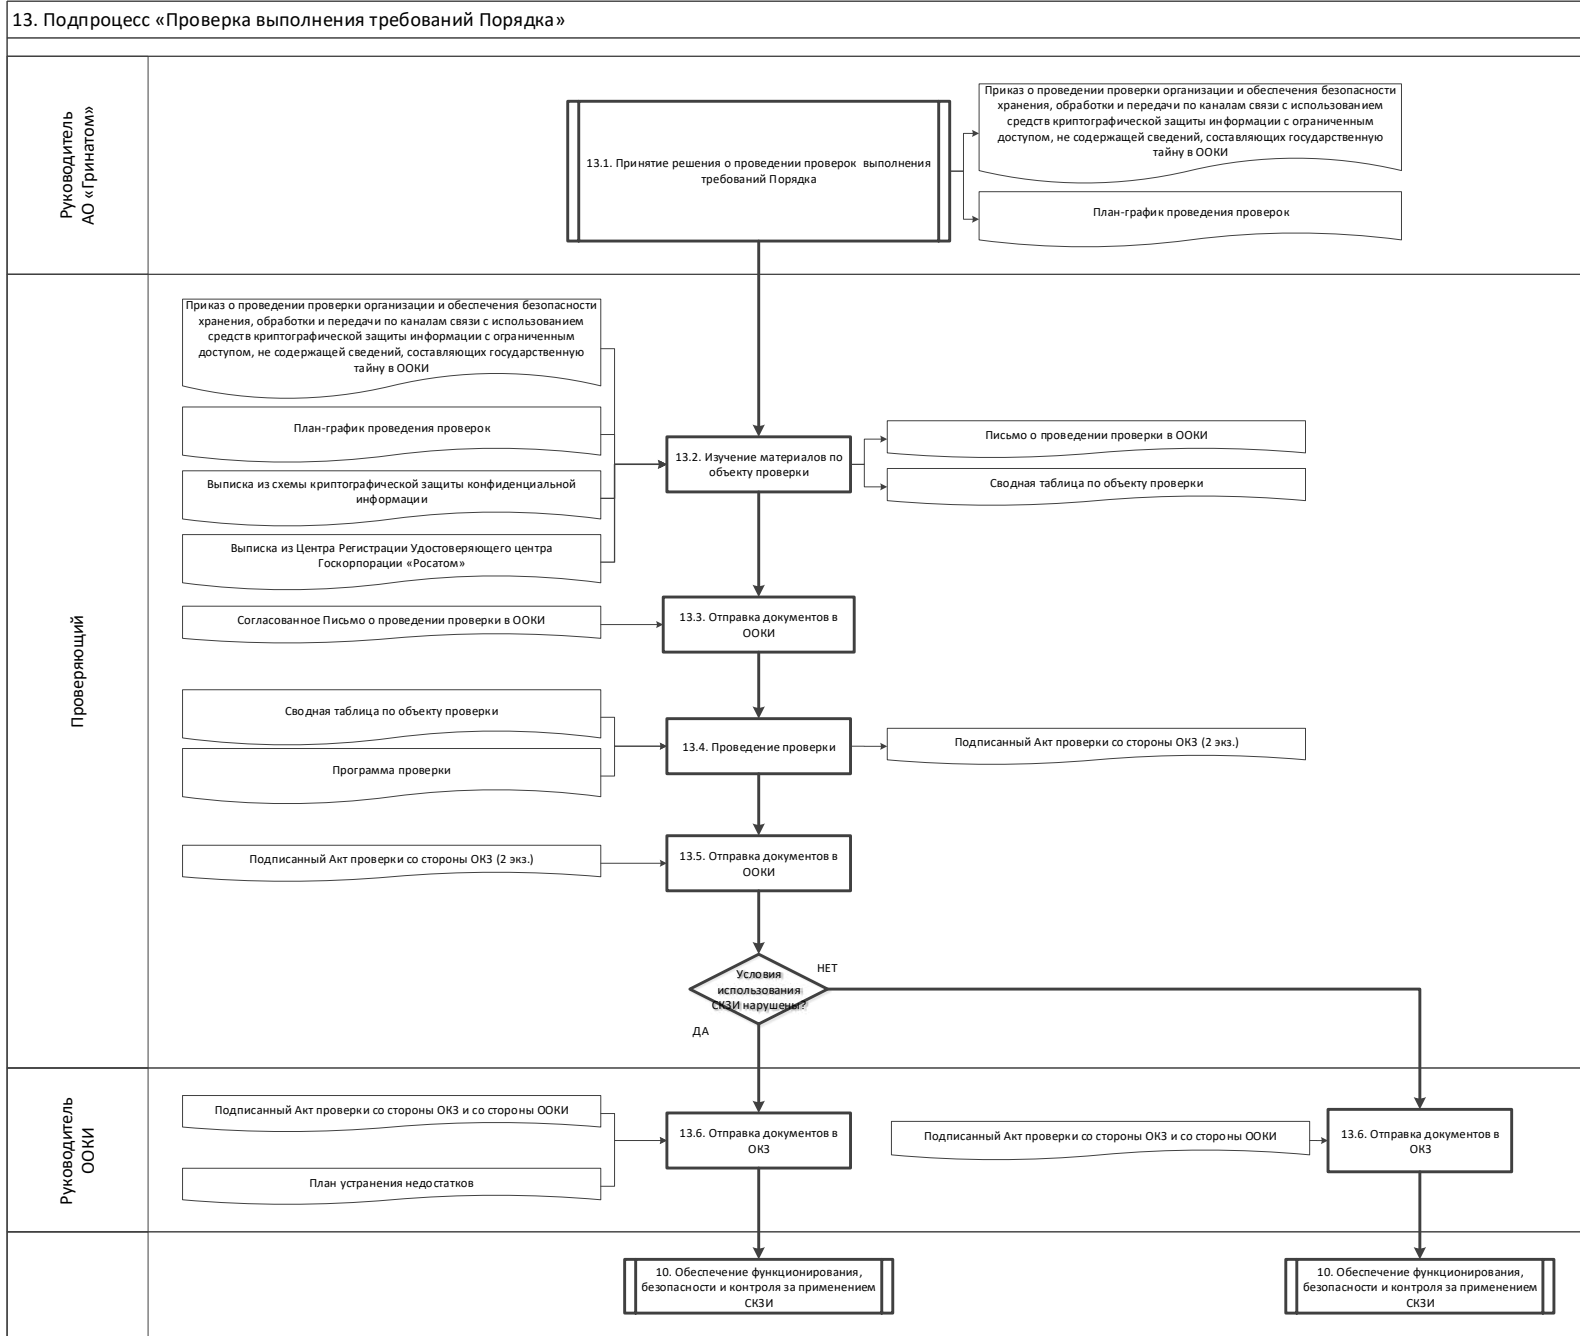 13. Подпроцесс «Проверка выполнения требований Порядка»
Руководитель
АО «Гринатом»
13.1. Принятие решения о проведении проверок выполнения
требований Порядка
Приказ о проведении проверки организации и обеспечения безопасности
хранения, обработки и передачи по каналам связи с использованием
средств криптографической защиты информации с ограниченным
доступом, не содержащей сведений, составляющих государственную
тайну в ООКИ
План-график проведения проверок
Проверяющий
Приказ о проведении проверки организации и обеспечения безопасности
хранения, обработки и передачи по каналам связи с использованием
средств криптографической защиты информации с ограниченным
доступом, не содержащей сведений, составляющих государственную
тайну в ООКИ
План-график проведения проверок
Выписка из схемы криптографической защиты конфиденциальной
информации
Выписка из Центра Регистрации Удостоверяющего центра
Госкорпорации «Росатом»
13.2. Изучение материалов по
объекту проверки
Письмо о проведении проверки в ООКИ
Сводная таблица по объекту проверки
Согласованное Письмо о проведении проверки в ООКИ
13.3. Отправка документов в
ООКИ
Сводная таблица по объекту проверки
Программа проверки
13.4. Проведение проверки
Подписанный Акт проверки со стороны ОКЗ (2 экз.)
Подписанный Акт проверки со стороны ОКЗ (2 экз.)
13.5. Отправка документов в
ООКИ
Условия
использования
СКЗИ нарушены?
НЕТ
ДА
Руководитель
ООКИ
Подписанный Акт проверки со стороны ОКЗ и со стороны ООКИ
План устранения недостатков
13.6. Отправка документов в
ОКЗ
Подписанный Акт проверки со стороны ОКЗ и со стороны ООКИ
13.6. Отправка документов в
ОКЗ
10. Обеспечение функционирования,
безопасности и контроля за применением
СКЗИ
10. Обеспечение функционирования,
безопасности и контроля за применением
СКЗИ